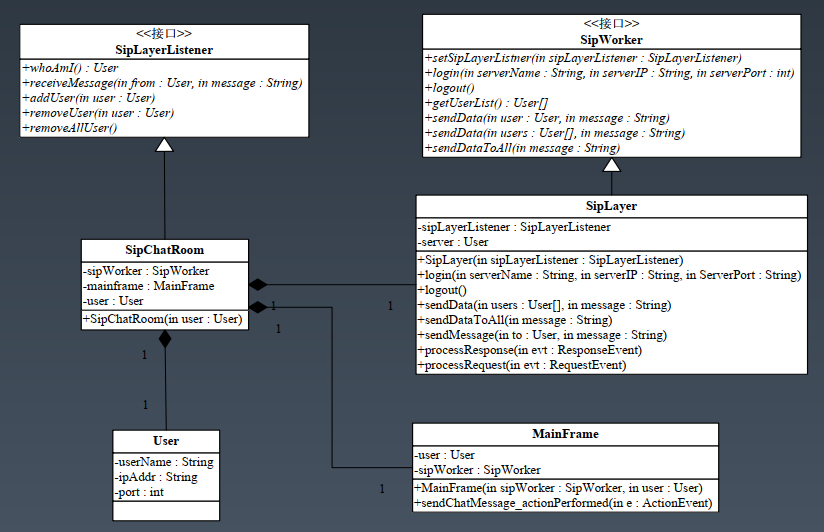 <<接口>>
SipLayerListener
+whoAmI() : User
+receiveMessage(in from : User, in message : String)
+addUser(in user : User)
+removeUser(in user : User)
+removeAllUser()
<<接口>>
SipWorker
+setSipLayerListner(in sipLayerListener : SipLayerListener)
+login(in serverName : String, in serverIP : String, in serverPort : int)
+logout()
+getUserList() : User[]
+sendData(in user : User, in message : String)
+sendData(in users : User[], in message : String)
+sendDataToAll(in message : String)
SipChatRoom
-sipWorker : SipWorker
-mainframe : MainFrame
-user : User
+SipChatRoom(in user : User)
SipLayer
-sipLayerListener : SipLayerListener
-server : User
+SipLayer(in sipLayerListener : SipLayerListener)
+login(in serverName : String, in serverIP : String, in ServerPort : String)
+logout()
+sendData(in users : User[], in message : String)
+sendDataToAll(in message : String)
+sendMessage(in to : User, in message : String)
+processResponse(in evt : ResponseEvent)
+processRequest(in evt : RequestEvent)
1
1
1
1
1
1
User
-userName : String
-ipAddr : String
-port : int
MainFrame
-user : User
-sipWorker : SipWorker
+MainFrame(in sipWorker : SipWorker, in user : User)
+sendChatMessage_actionPerformed(in e : ActionEvent)